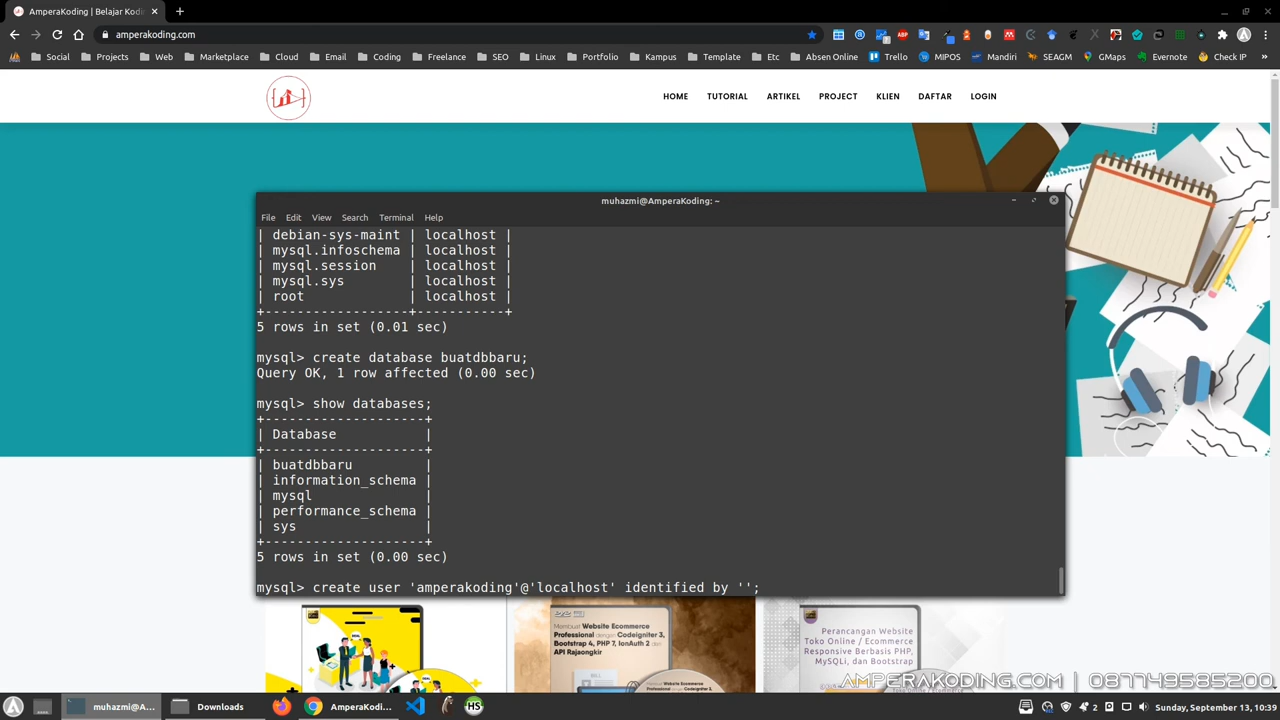 AmperaKoding | Belajar Kodin
amperakoding.com
Social Projects Web Marketplace Cloud Email Coding Freelance SEO Linux Portfolio Kampus Template Etc Absen Online Trello MIPOS Mandiri SEAGM GMaps Evernote Check IP »
HOME TUTORIAL ARTIKEL PROJECT KLIEN DAFTAR LOGIN
muhazmi@AmperaKoding: ~
File Edit View Search Terminal Help
| debian-sys-maint | localhost |
| mysql.infoschema | localhost |
| mysql.session    | localhost |
| mysql.sys        | localhost |
| root             | localhost |
+------------------+-----------+
5 rows in set (0.01 sec)
mysql> create database buatdbbaru;
Query OK, 1 row affected (0.00 sec)
mysql> show databases;
+--------------------+
| Database           |
+--------------------+
| buatdbbaru         |
| information_schema |
| mysql              |
| performance_schema |
| sys                |
+--------------------+
5 rows in set (0.00 sec)
mysql> create user 'amperakoding'@'localhost' identified by '';
Membuat Website Ecommerce
Professional dengan Codeigniter 3,
Bootstrap 4, PHP 7, IonAuth 2 dan
API Rajaongkir
Perancangan Website
Toko Online / Ecommerce
Responsive Berbasis PHP,
MySQLi, dan Bootstrap
AMPERAKODING.COM | 087749585200
muhazmi@A... Downloads AmperaKodi... HS 2 Sunday, September 13, 10:39